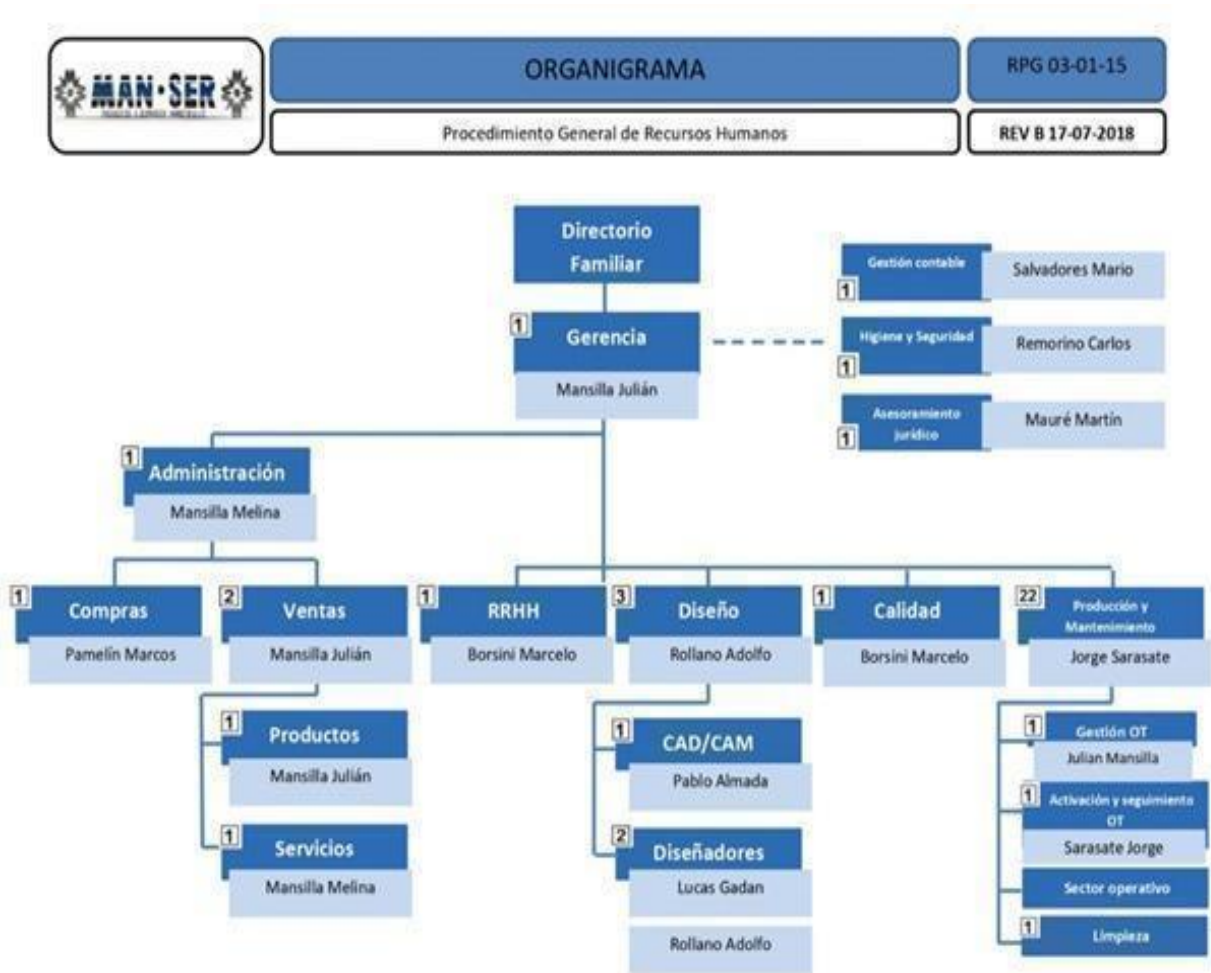 MAN·SER
ORGANIGRAMA
RPG 03-01-15
Procedimiento General de Recursos Humanos
REV B 17-07-2018
Directorio
Familiar
1
Gerencia
Mansilla Julián
Gestión contable
1
Salvadores Mario
Higiene y Seguridad
1
Remorino Carlos
Asesoramiento
jurídico
1
Mauré Martín
1
Administración
Mansilla Melina
1
Compras
Pamelín Marcos
2
Ventas
Mansilla Julián
1
RRHH
Borsini Marcelo
3
Diseño
Rollano Adolfo
1
Calidad
Borsini Marcelo
22
Producción y
Mantenimiento
Jorge Sarasate
1
Productos
Mansilla Julián
1
Servicios
Mansilla Melina
1
CAD/CAM
Pablo Almada
2
Diseñadores
Lucas Gadan
Rollano Adolfo
1
Gestión OT
Julian Mansilla
1
Activación y seguimiento
OT
Sarasate Jorge
Sector operativo
1
Limpieza